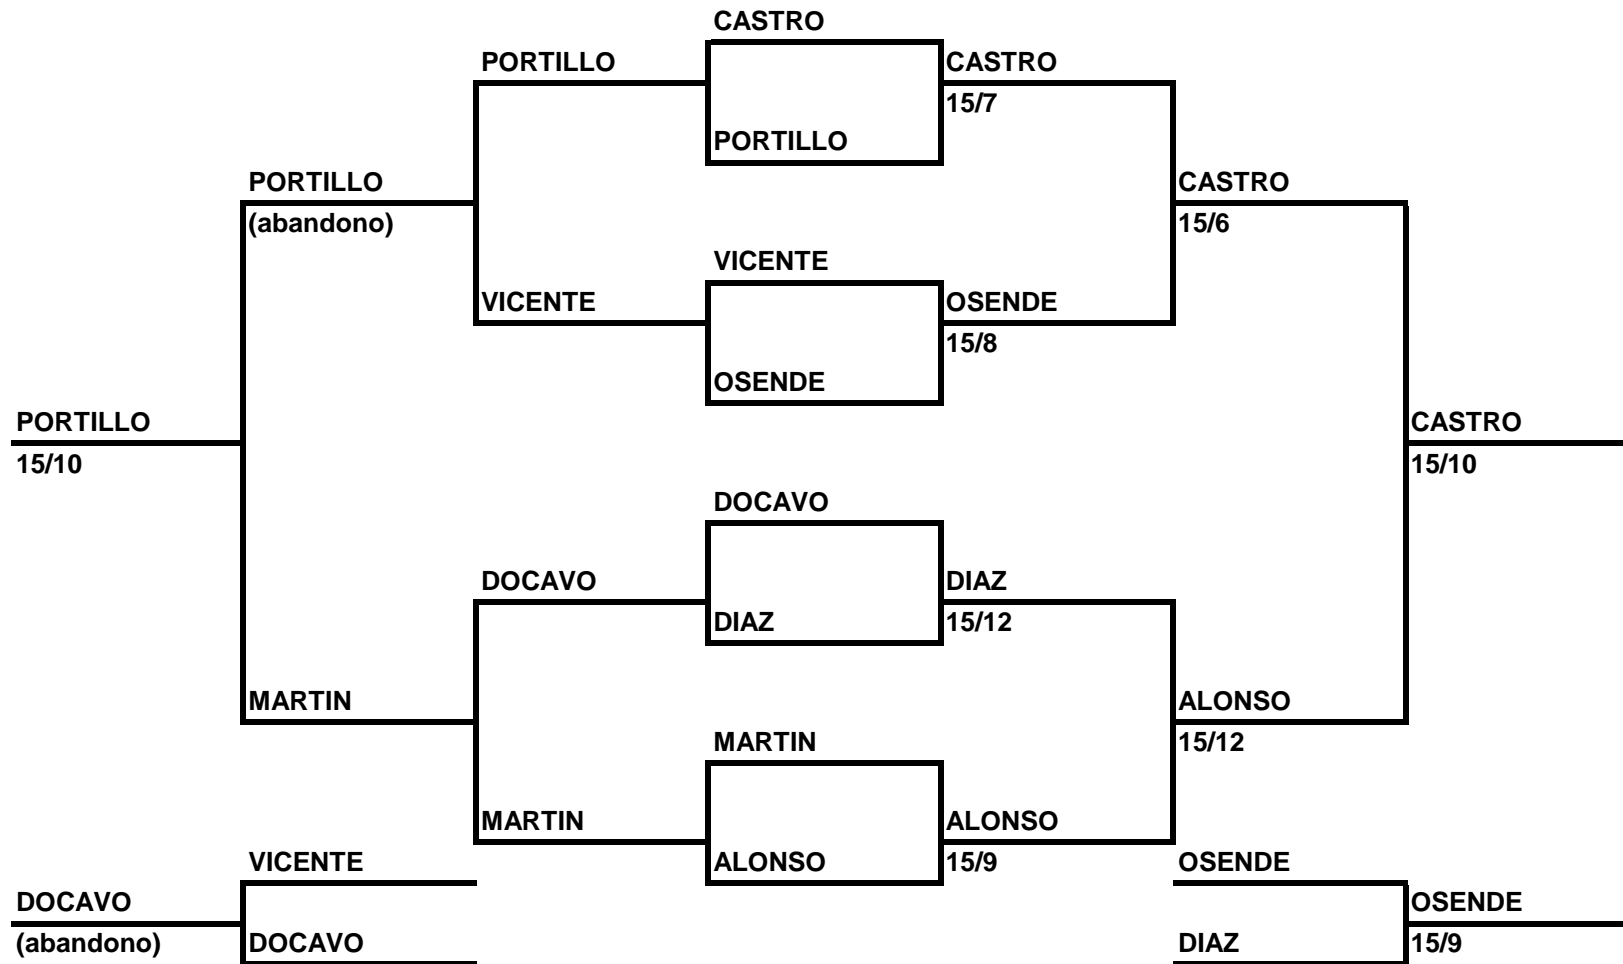 CASTRO
PORTILLO CASTRO
15/7
PORTILLO
PORTILLO CASTRO
(abandono) 15/6
VICENTE
VICENTE OSENDE
15/8
OSENDE
PORTILLO CASTRO
15/10 15/10
DOCAVO
DOCAVO DIAZ
DIAZ 15/12
MARTIN ALONSO
MARTIN 15/12
MARTIN ALONSO
VICENTE ALONSO 15/9 OSENDE
DOCAVO OSENDE
(abandono) DOCAVO DIAZ 15/9